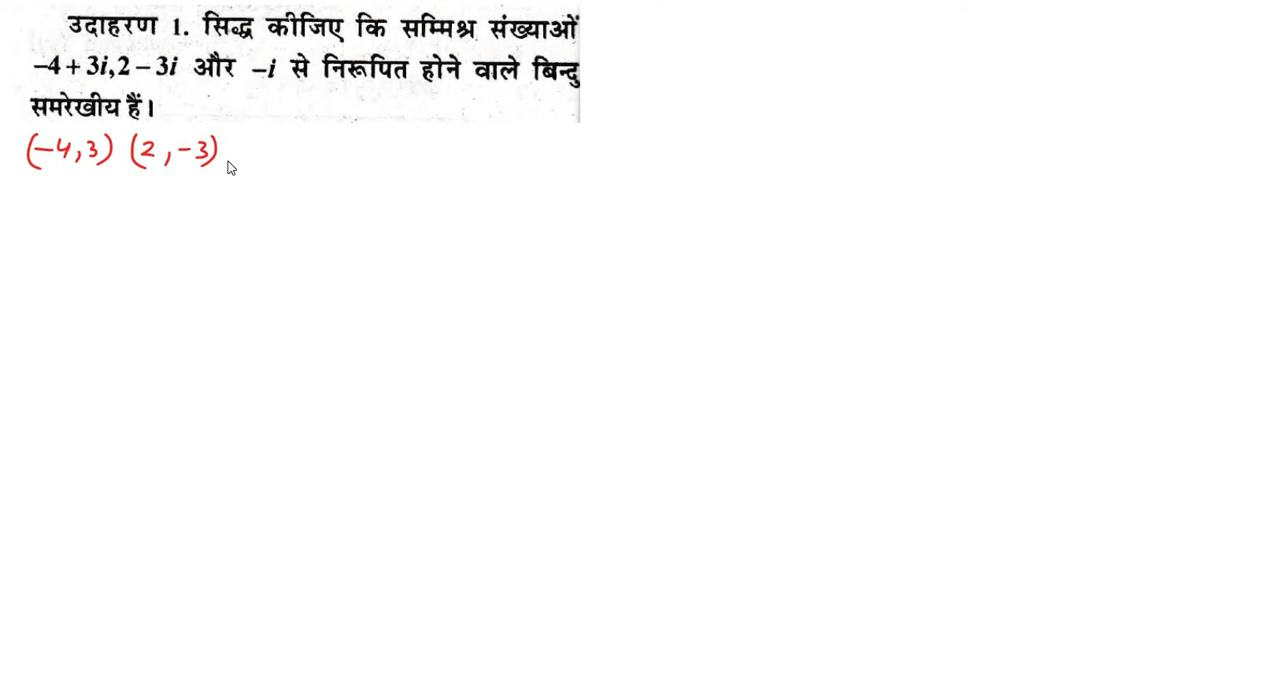 उदाहरण 1. सिद्ध कीजिए कि सम्मिश्र संख्याओं
–4 + 3i, 2 – 3i और –i से निरूपित होने वाले बिन्दु
समरेखीय हैं।
(-4,3) (2,-3)